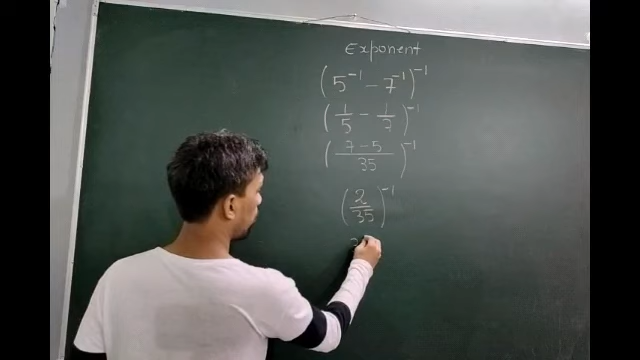 Exponent
(5⁻¹ - 7⁻¹)⁻¹
(1/5 - 1/7)⁻¹
((7-5)/35)⁻¹
(2/35)⁻¹